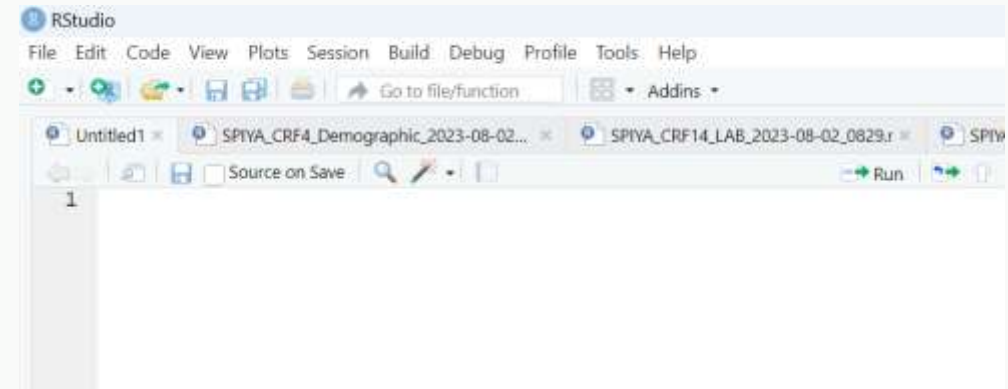 RStudio
File Edit Code View Plots Session Build Debug Profile Tools Help
Go to file/function Addins
Untitled1 SPIYA_CRF4_Demographic_2023-08-02... SPIYA_CRF14_LAB_2023-08-02_0829.r SPIYA
Source on Save Run
1